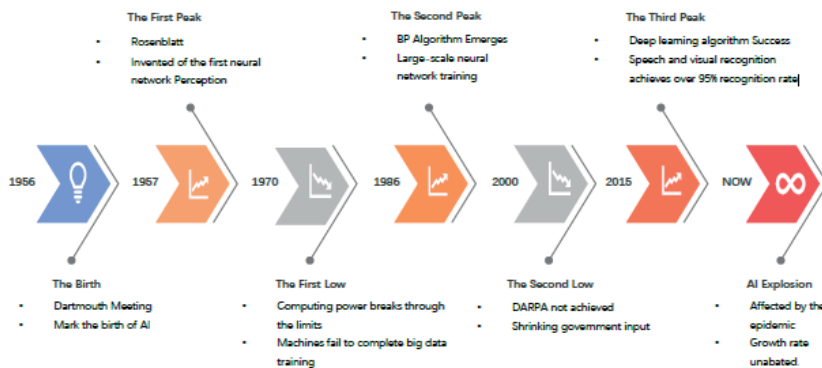 The First Peak
• Rosenblatt
• Invented of the first neural
network Perception
The Second Peak
• BP Algorithm Emerges
• Large-scale neural
network training
The Third Peak
• Deep learning algorithm Success
• Speech and visual recognition
achieves over 95% recognition rate
1956
1957
1970
1986
2000
2015
NOW
The Birth
• Dartmouth Meeting
• Mark the birth of AI
The First Low
• Computing power breaks through
the limits
• Machines fail to complete big data
training
The Second Low
• DARPA not achieved
• Shrinking government input
AI Explosion
• Affected by the
epidemic
• Growth rate
unabated.